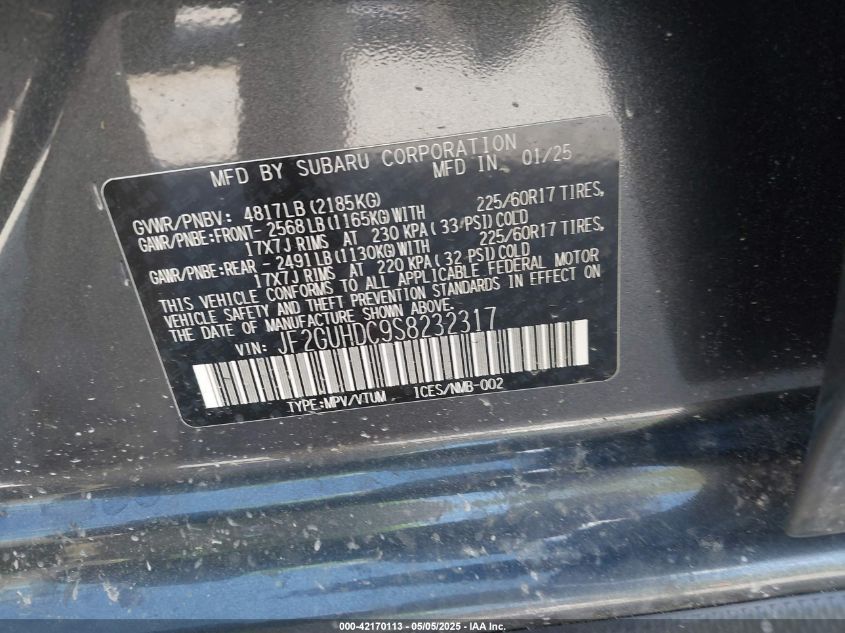 MFD BY SUBARU CORPORATION
MFD IN 01/25
GVWR/PNBV: 4817LB (2185KG)
GAWR/PNBE:FRONT- 2568LB(1165KG)WITH 225/60R17 TIRES,
17X7J RIMS AT 230 KPA (33/PSI) COLD
GAWR/PNBE:REAR - 2491LB(1130KG)WITH 225/60R17 TIRES,
17X7J RIMS AT 220 KPA (32 PSI) COLD
THIS VEHICLE CONFORMS TO ALL APPLICABLE FEDERAL MOTOR
VEHICLE SAFETY AND THEFT PREVENTION STANDARDS IN EFFECT ON
THE DATE OF MANUFACTURE SHOWN ABOVE.
VIN: JF2GUHDC9S8232317
TYPE:MPV/VTUM ICES/NMB-002
000-42170113 - 05/05/2025 - IAA Inc.